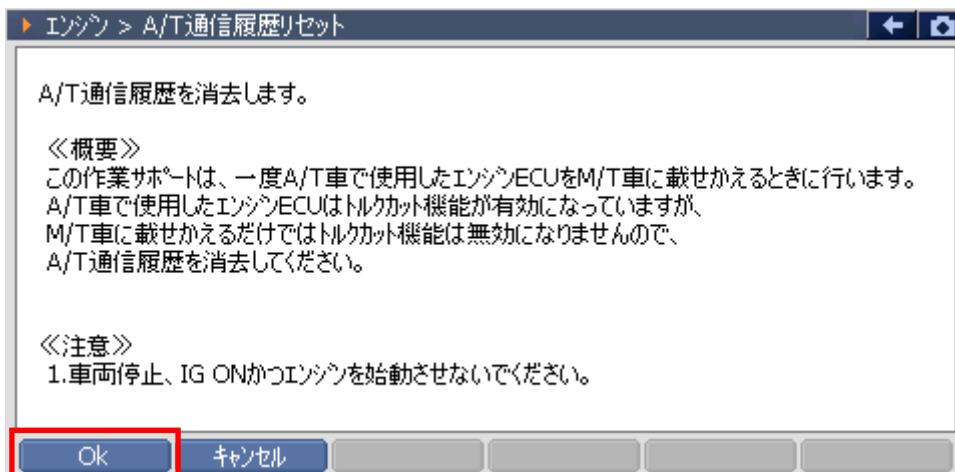 エンジン > A/T通信履歴リセット
A/T通信履歴を消去します。
≪概要≫
この作業サポートは、一度A/T車で使用したエンジンECUをM/T車に載せかえるときに行います。
A/T車で使用したエンジンECUはトルクカット機能が有効になっていますが、
M/T車に載せかえるだけではトルクカット機能は無効になりませんので、
A/T通信履歴を消去してください。
≪注意≫
1.車両停止、IG ONかつエンジンを始動させないでください。
Ok キャンセル